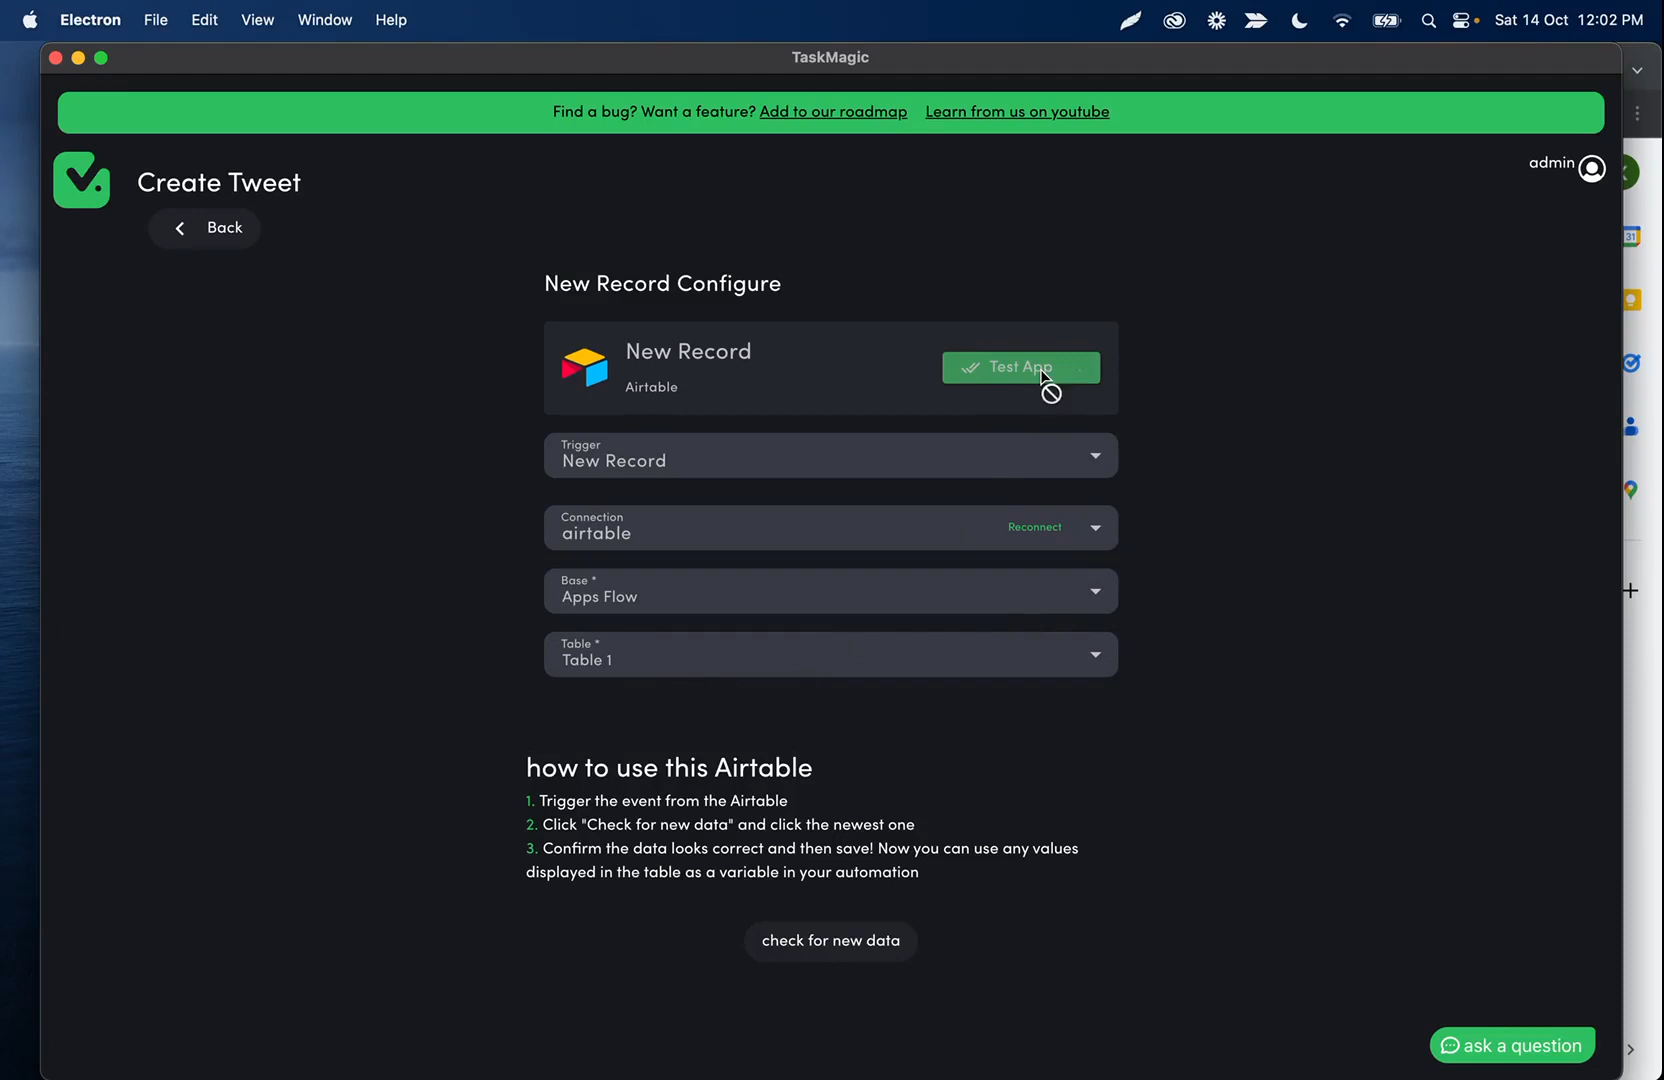 Electron File Edit View Window Help Sat 14 Oct 12:02 PM
TaskMagic
Find a bug? Want a feature? Add to our roadmap Learn from us on youtube
Create Tweet
admin
Back
31
New Record Configure
New Record
Airtable
Test App
Trigger
New Record
Connection
airtable
Reconnect
Base *
Apps Flow
Table *
Table 1
how to use this Airtable
1. Trigger the event from the Airtable
2. Click "Check for new data" and click the newest one
3. Confirm the data looks correct and then save! Now you can use any values
displayed in the table as a variable in your automation
check for new data
ask a question